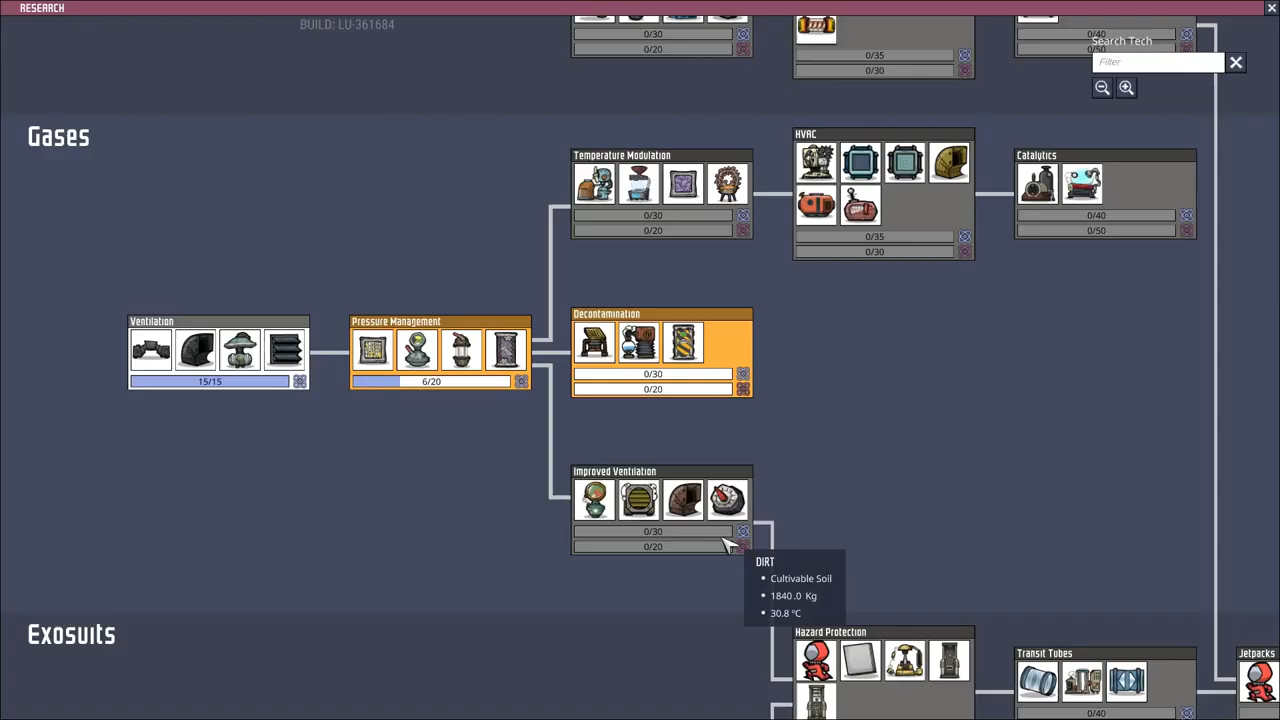 RESEARCH
BUILD: LU-361684
0/30
0/20
0/35
0/30
0/40
0/50
Search Tech
Filter
Gases
Temperature Modulation
0/30
0/20
HVAC
0/35
0/30
Catalytics
0/40
0/50
Ventilation
15/15
Pressure Management
6/20
Decontamination
0/30
0/20
Improved Ventilation
0/30
0/20
DIRT
• Cultivable Soil
• 1840.0 Kg
• 30.8 ºC
Exosuits
Hazard Protection
Transit Tubes
0/40
Jetpacks